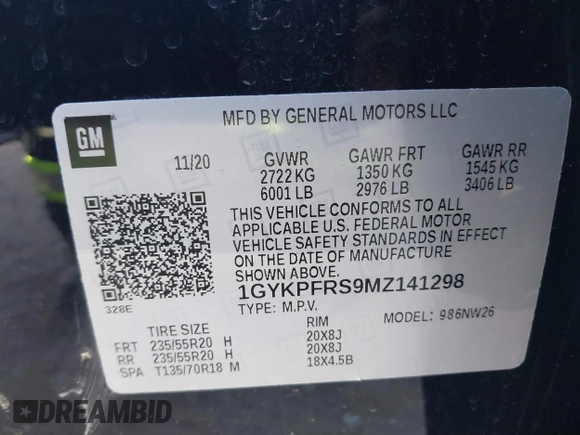 MFD BY GENERAL MOTORS LLC
GM
11/20 GVWR GAWR FRT GAWR RR
2722 KG 1350 KG 1545 KG
6001 LB 2976 LB 3406 LB
THIS VEHICLE CONFORMS TO ALL
APPLICABLE U.S. FEDERAL MOTOR
VEHICLE SAFETY STANDARDS IN EFFECT
ON THE DATE OF MANUFACTURE
SHOWN ABOVE.
1GYKPFRS9MZ141298
328E
TYPE: M.P.V. MODEL: 986NW26
TIRE SIZE RIM
FRT 235/55R20 H 20X8J
RR 235/55R20 H 20X8J
SPA T135/70R18 M 18X4.5B
DREAMBID